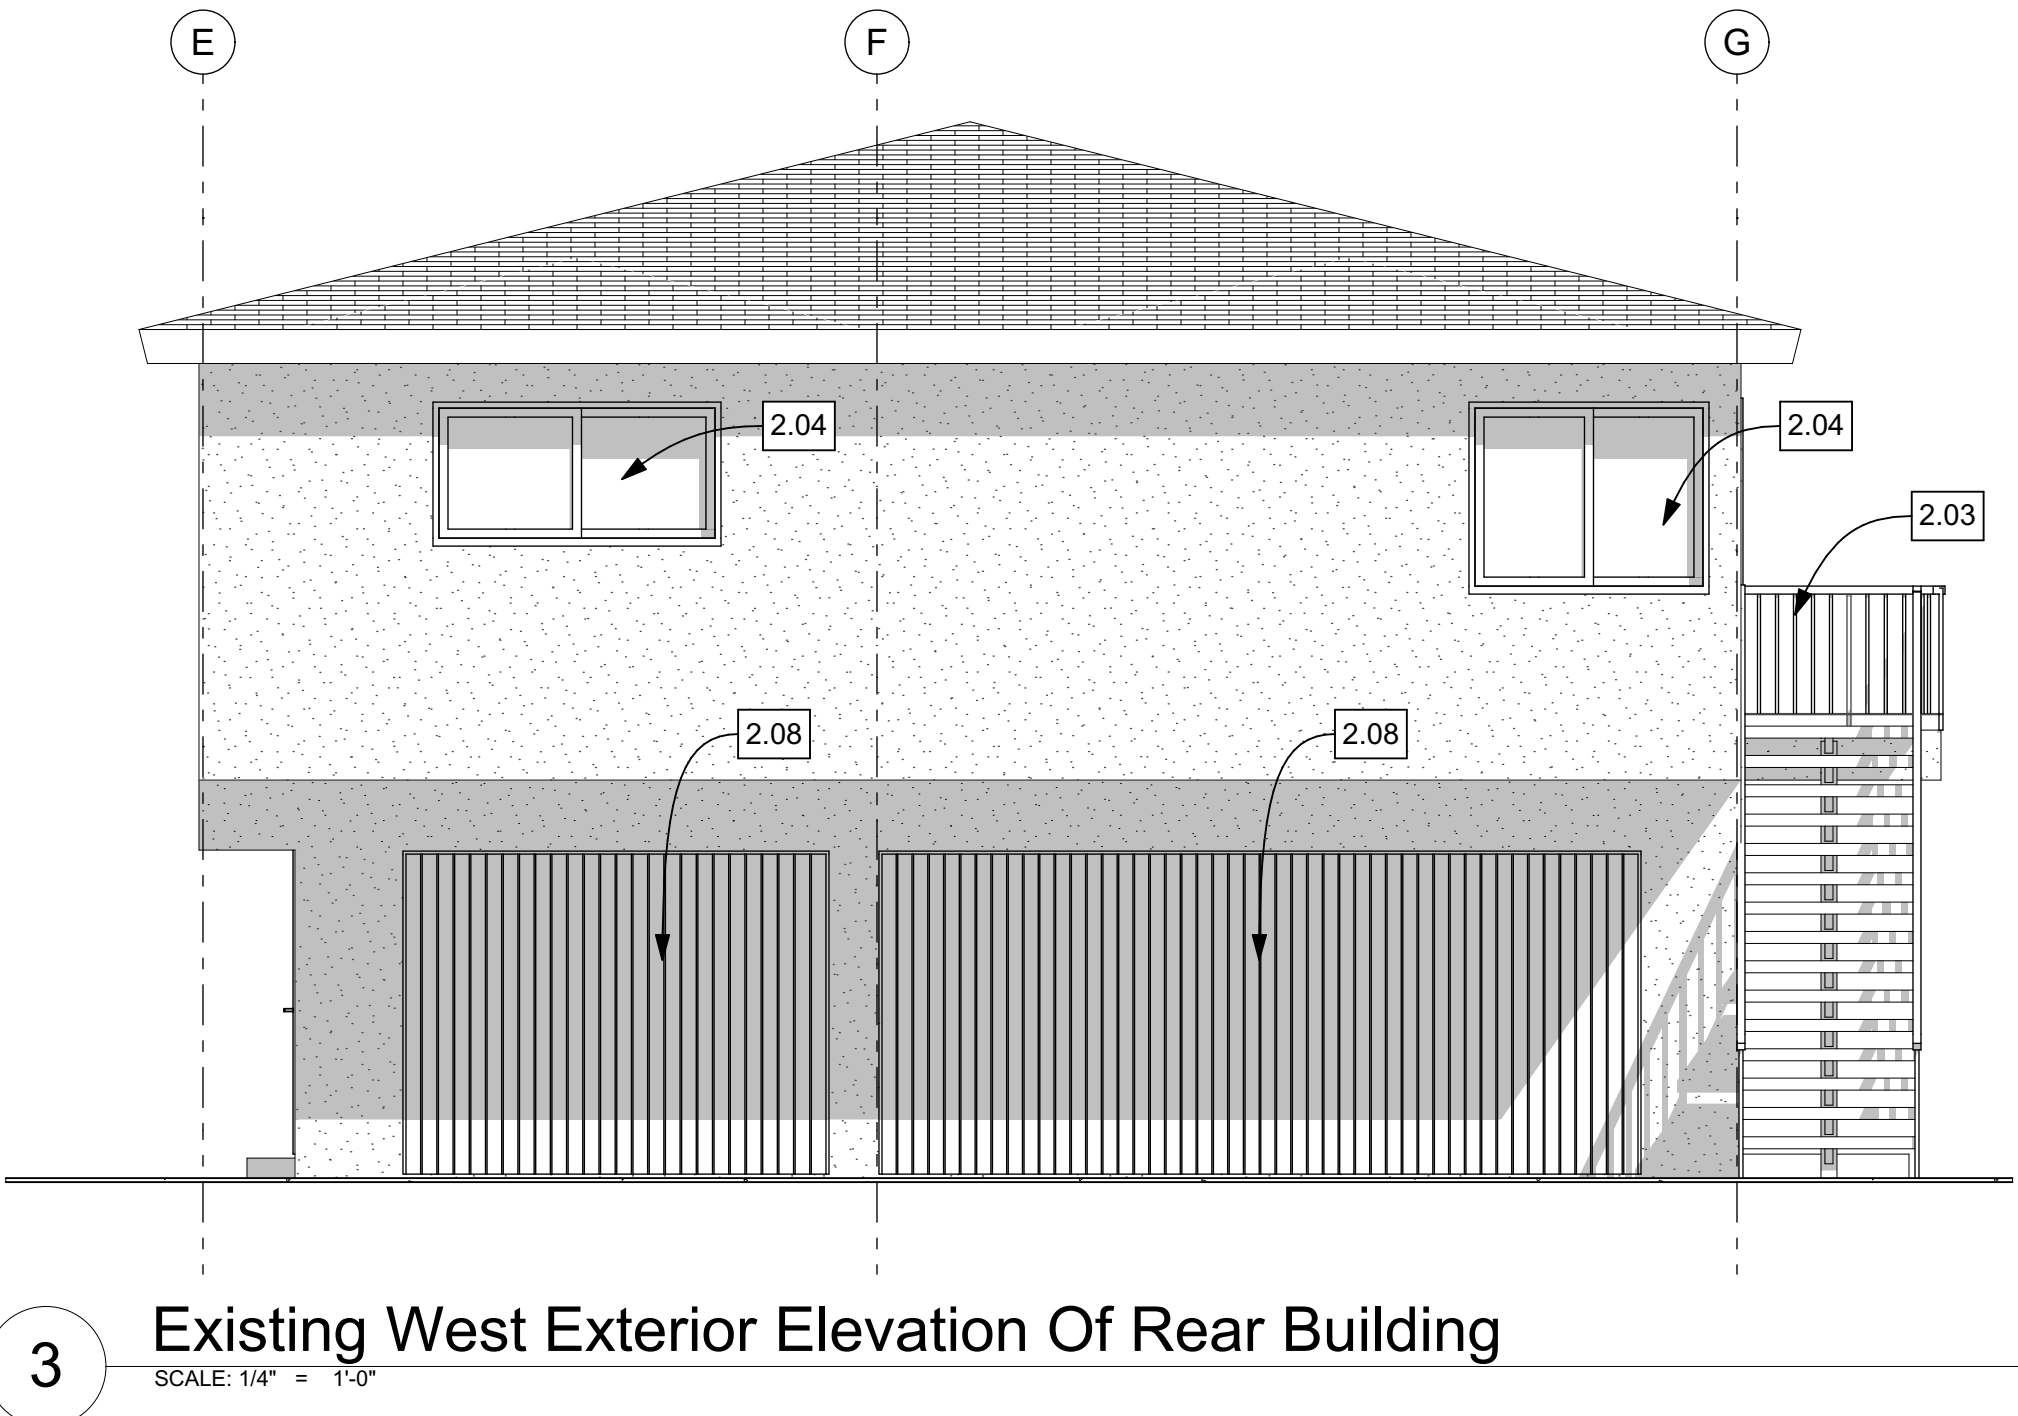 E F G
2.04
2.04
2.03
2.08 2.08
3
Existing West Exterior Elevation Of Rear Building
SCALE: 1/4" = 1'-0"